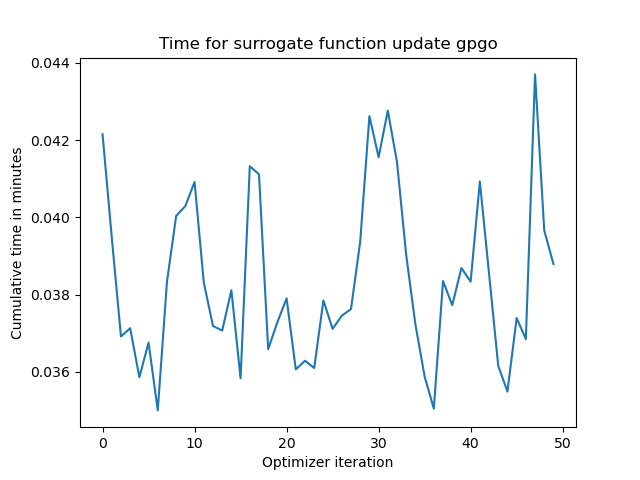 Time for surrogate function update gpgo
Cumulative time in minutes
0.044
0.042
0.040
0.038
0.036
0 10 20 30 40 50
Optimizer iteration